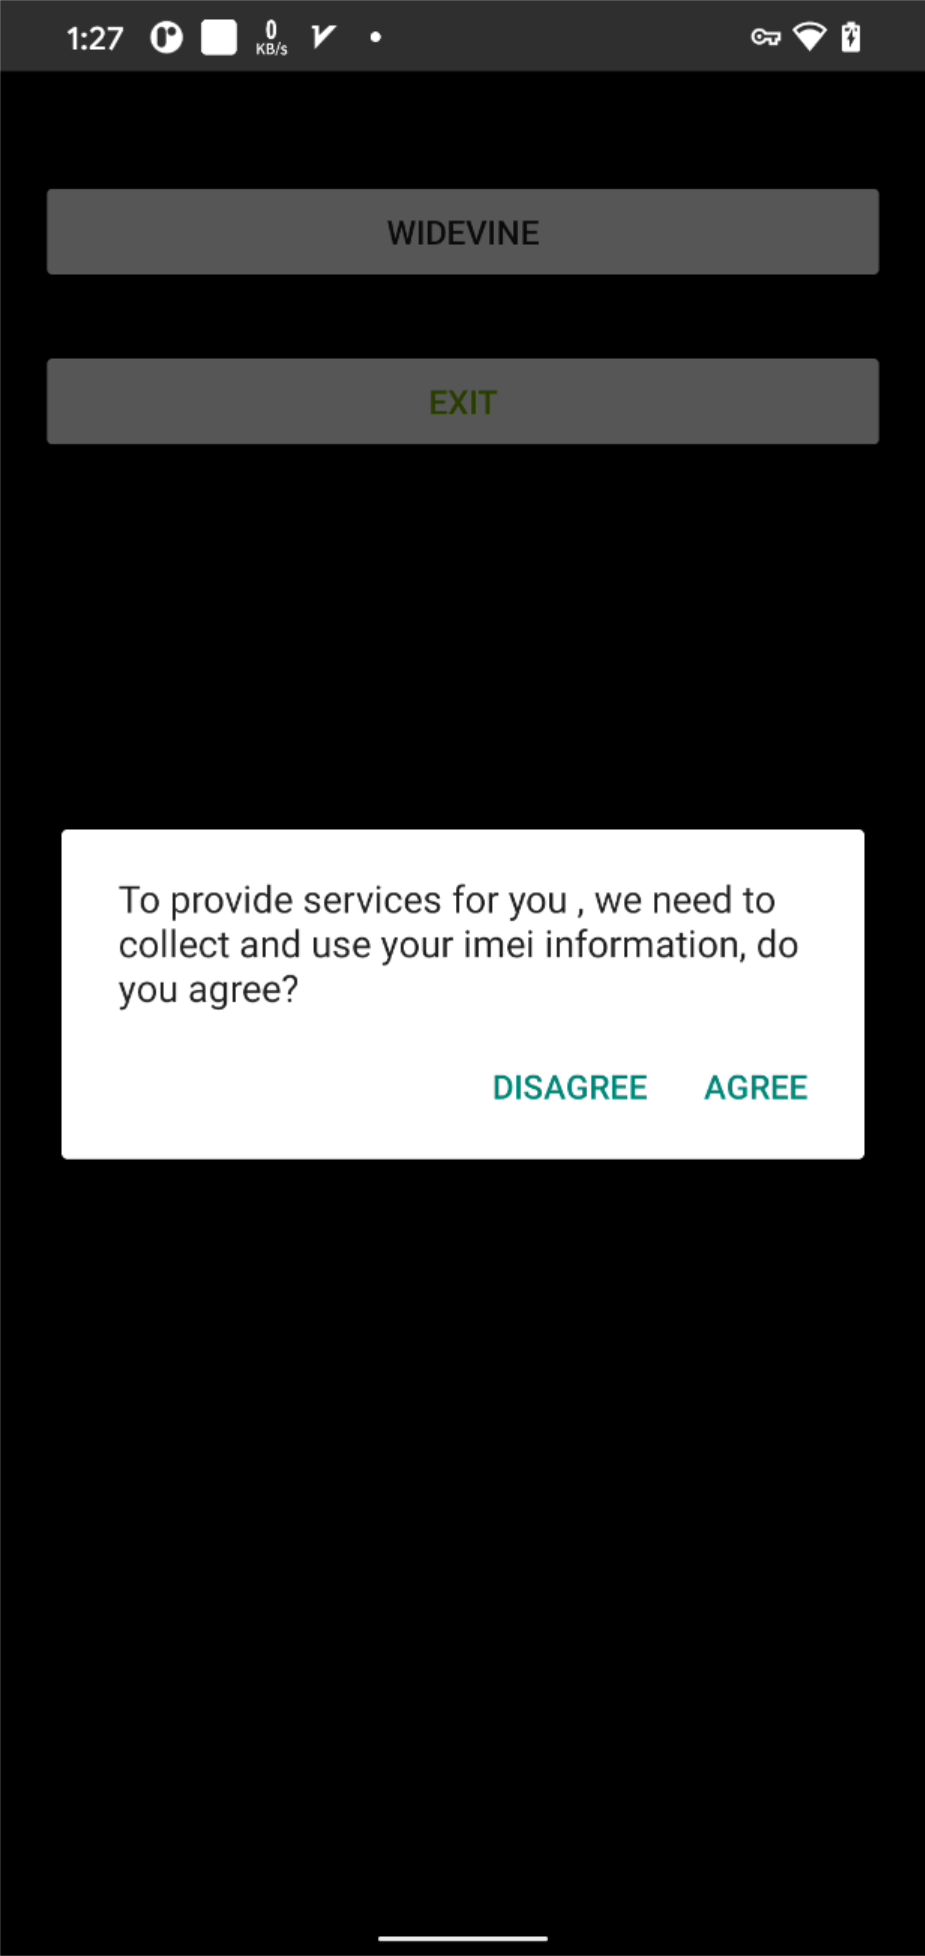 1:27 0 KB/s
WIDEVINE
EXIT
To provide services for you , we need to
collect and use your imei information, do
you agree?
DISAGREE AGREE